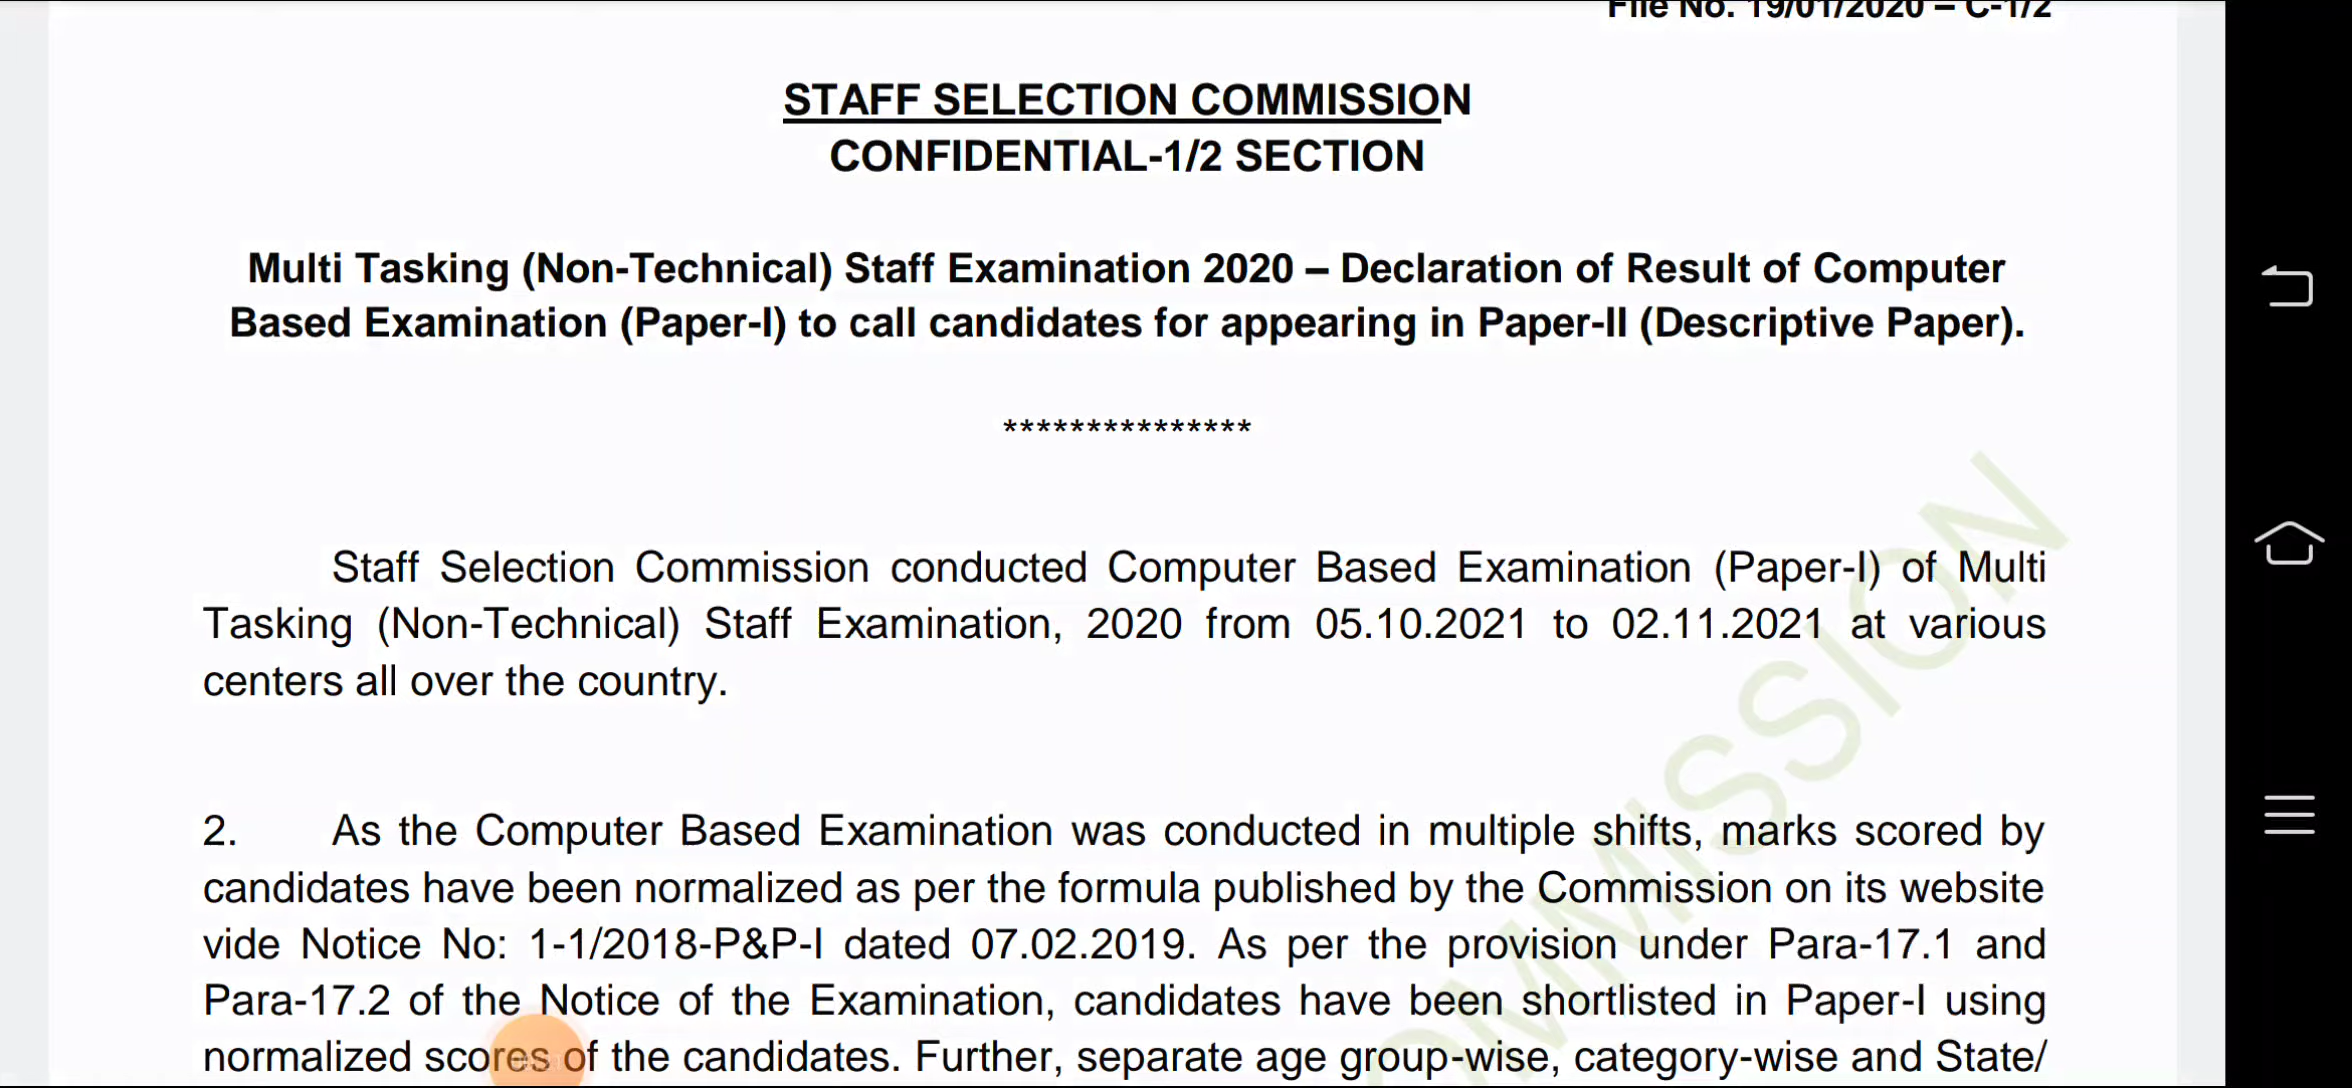 File No. 19/01/2020 – C-1/2
STAFF SELECTION COMMISSION
CONFIDENTIAL-1/2 SECTION
Multi Tasking (Non-Technical) Staff Examination 2020 – Declaration of Result of Computer
Based Examination (Paper-I) to call candidates for appearing in Paper-II (Descriptive Paper).
***************
Staff Selection Commission conducted Computer Based Examination (Paper-I) of Multi
Tasking (Non-Technical) Staff Examination, 2020 from 05.10.2021 to 02.11.2021 at various
centers all over the country.
2. As the Computer Based Examination was conducted in multiple shifts, marks scored by
candidates have been normalized as per the formula published by the Commission on its website
vide Notice No: 1-1/2018-P&P-I dated 07.02.2019. As per the provision under Para-17.1 and
Para-17.2 of the Notice of the Examination, candidates have been shortlisted in Paper-I using
normalized scores of the candidates. Further, separate age group-wise, category-wise and State/
OMMISSION